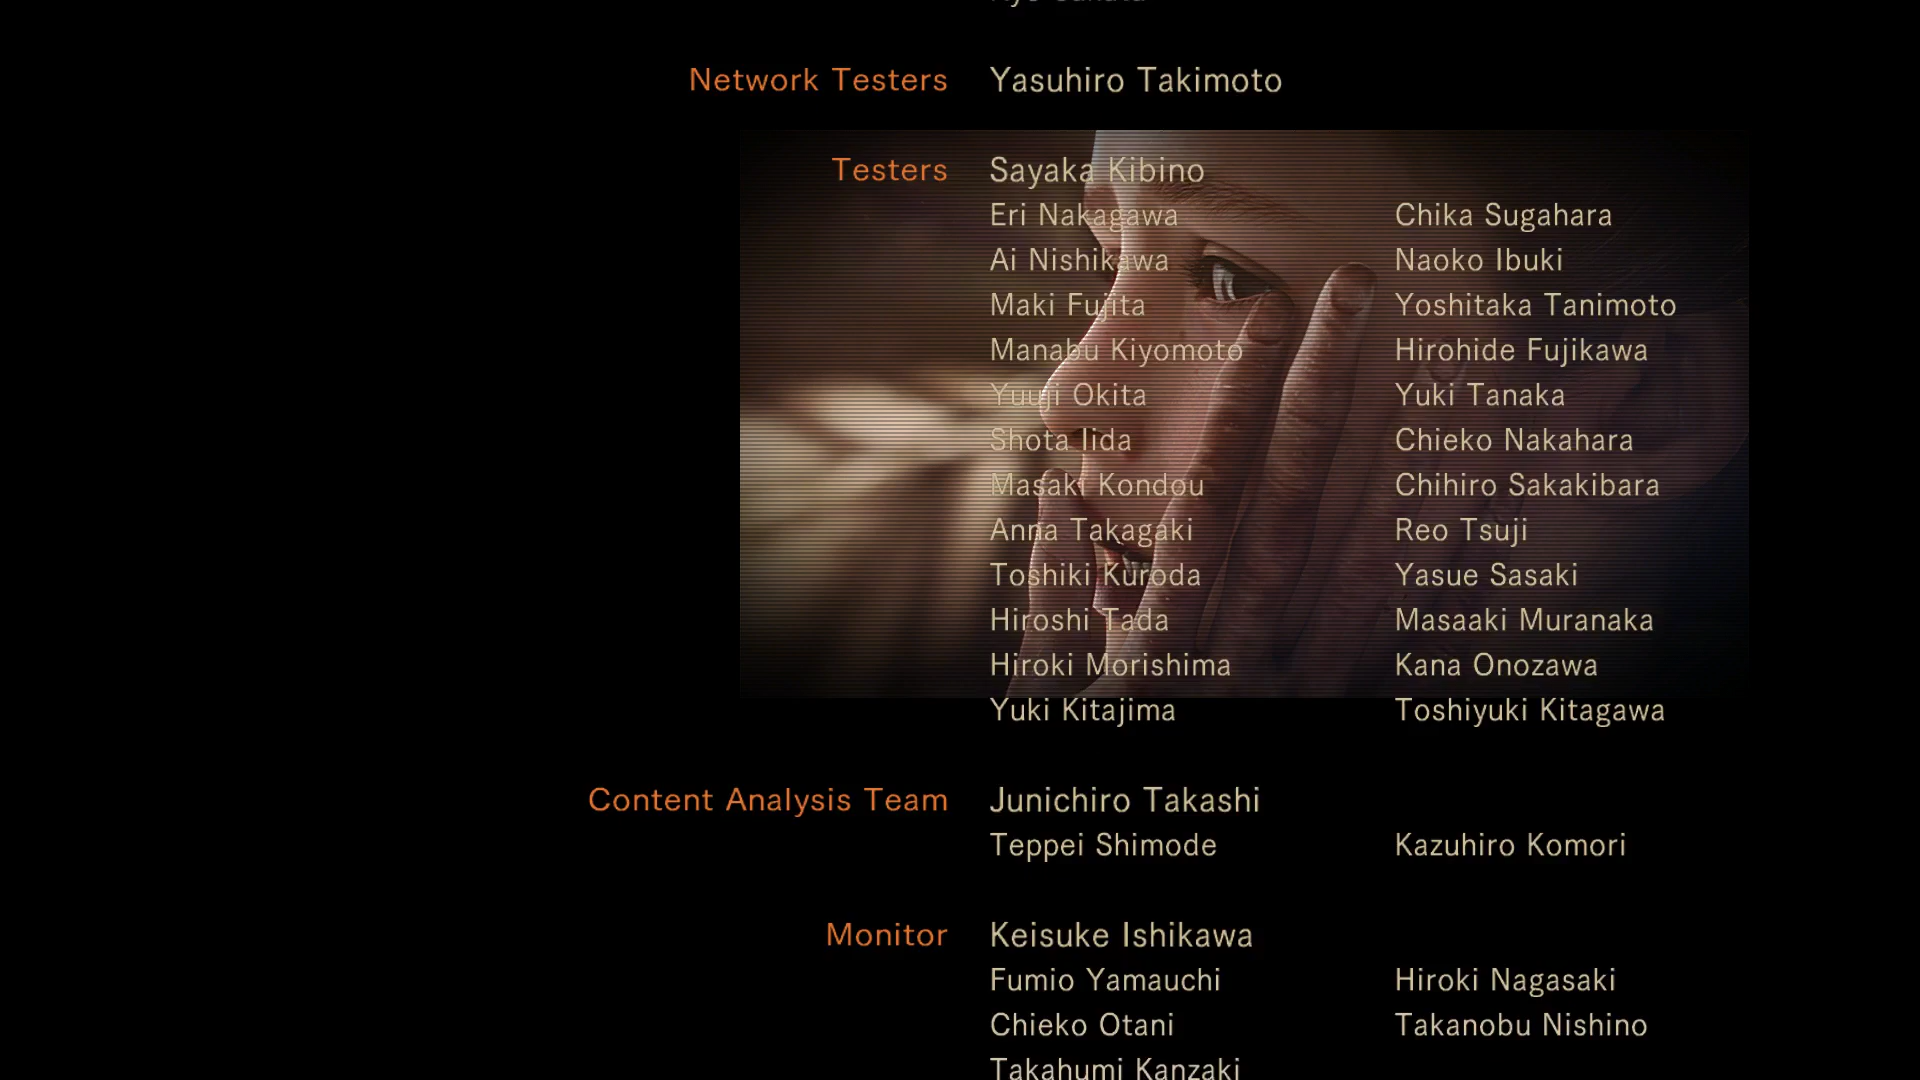 Network Testers Yasuhiro Takimoto
Testers Sayaka Kibino
Eri Nakagawa Chika Sugahara
Ai Nishikawa Naoko Ibuki
Maki Fujita Yoshitaka Tanimoto
Manabu Kiyomoto Hirohide Fujikawa
Yuuji Okita Yuki Tanaka
Shota Iida Chieko Nakahara
Masaki Kondou Chihiro Sakakibara
Anna Takagaki Reo Tsuji
Toshiki Kuroda Yasue Sasaki
Hiroshi Tada Masaaki Muranaka
Hiroki Morishima Kana Onozawa
Yuki Kitajima Toshiyuki Kitagawa
Content Analysis Team Junichiro Takashi
Teppei Shimode Kazuhiro Komori
Monitor Keisuke Ishikawa
Fumio Yamauchi Hiroki Nagasaki
Chieko Otani Takanobu Nishino
Takahumi Kanzaki